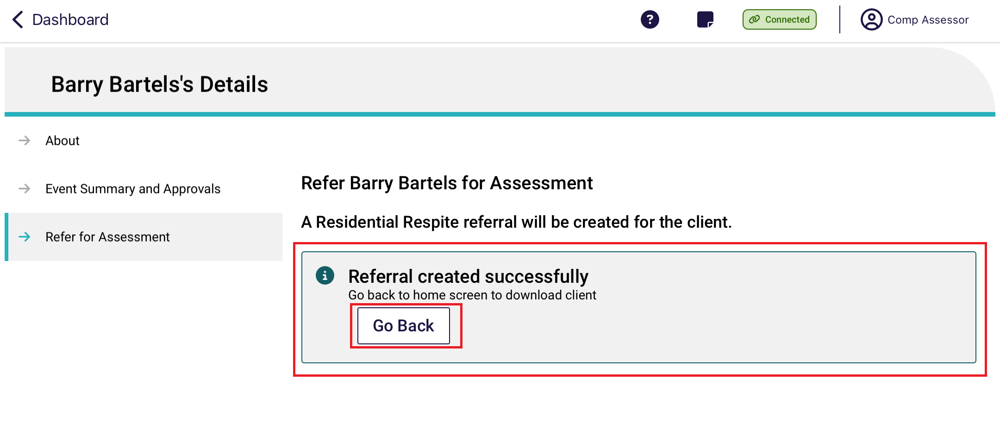 Dashboard
Connected
Comp Assessor
Barry Bartels's Details
About
Event Summary and Approvals
Refer for Assessment
Refer Barry Bartels for Assessment
A Residential Respite referral will be created for the client.
Referral created successfully
Go back to home screen to download client
Go Back